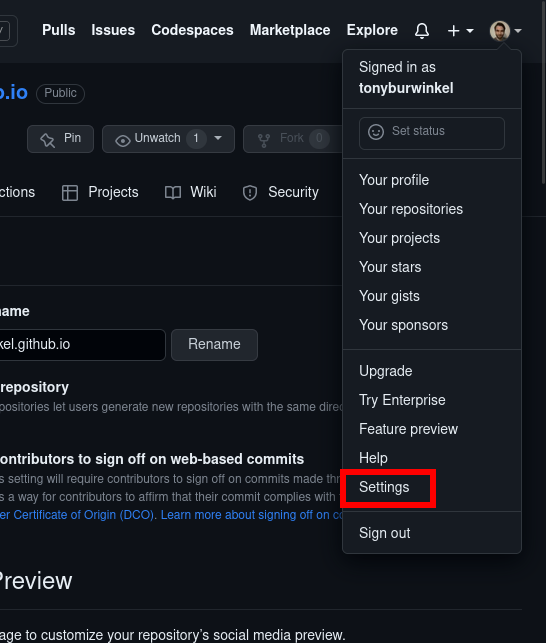 Pulls Issues Codespaces Marketplace Explore
Signed in as
tonyburwinkel
.io Public
Set status
Pin Unwatch 1 Fork 0
Your profile
Projects Wiki Security
Your repositories
Your projects
Your stars
Your gists
Your sponsors
name
kel.github.io Rename
Upgrade
repository
positories let users generate new repositories with the same direc
Try Enterprise
Feature preview
ontributors to sign off on web-based commits
Help
s setting will require contributors to sign off on commits made thr
Settings
s a way for contributors to affirm that their commit complies with
er Certificate of Origin (DCO). Learn more about signing off on co
Sign out
Preview
age to customize your repository's social media preview.